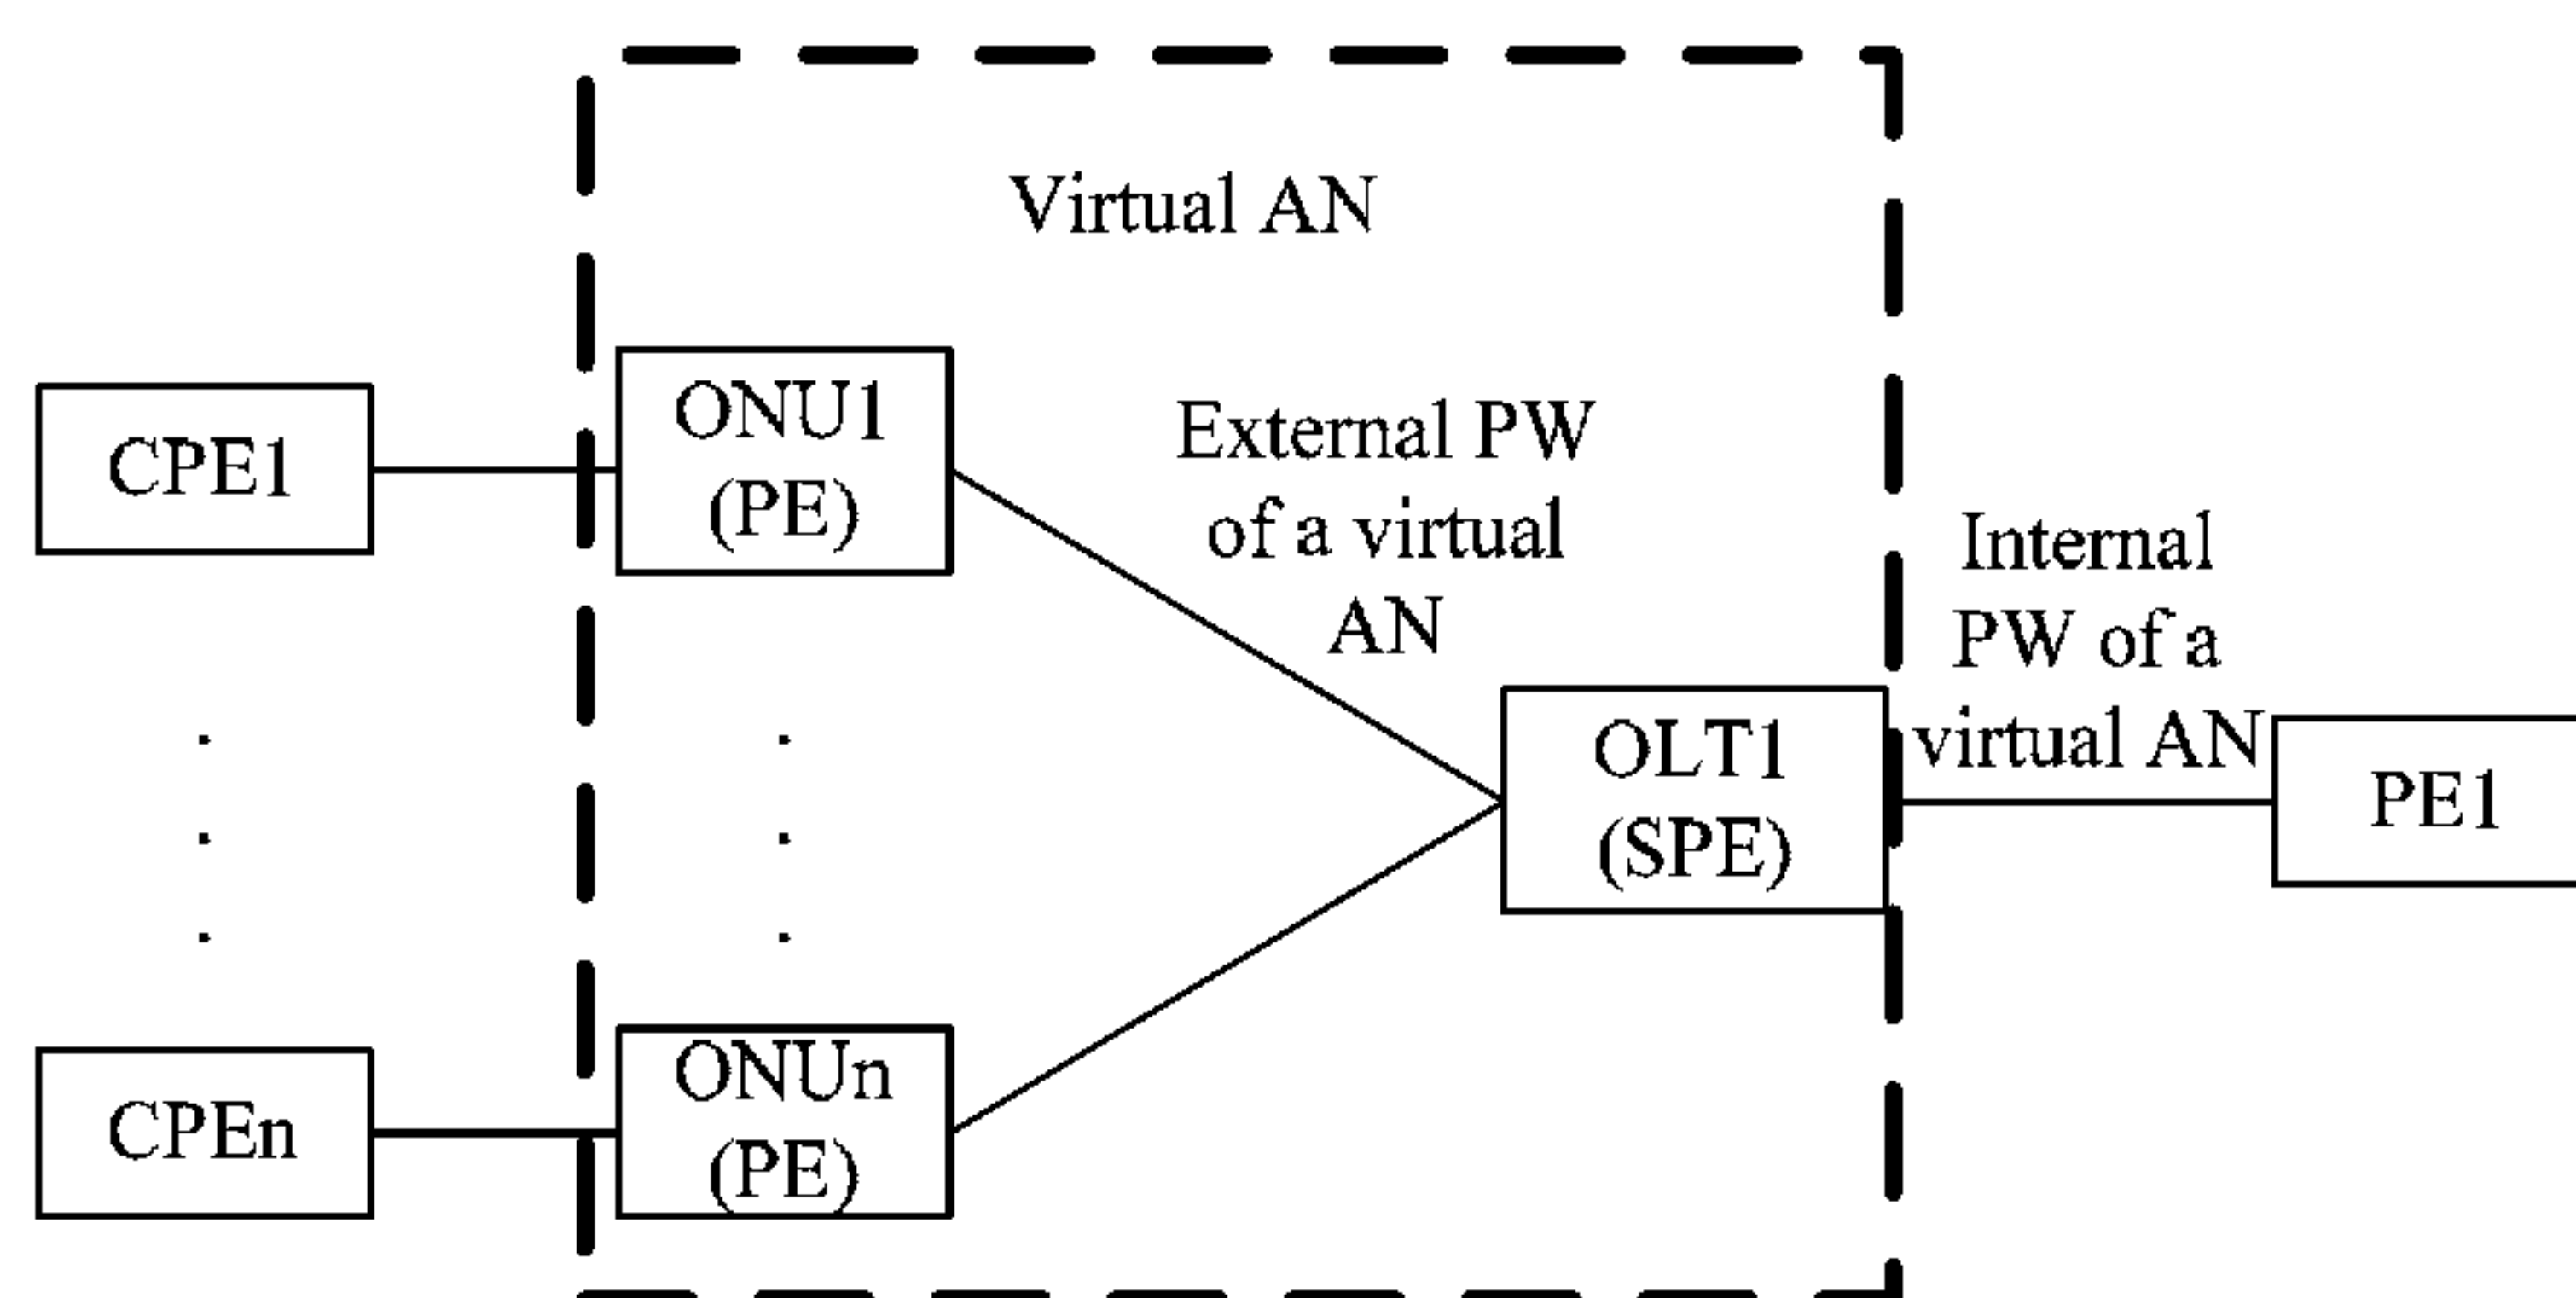 Virtual AN
CPE1
ONU1
(PE)
External PW
of a virtual
AN
Internal
PW of a
virtual AN
OLT1
(SPE)
PE1
CPEn
ONUn
(PE)